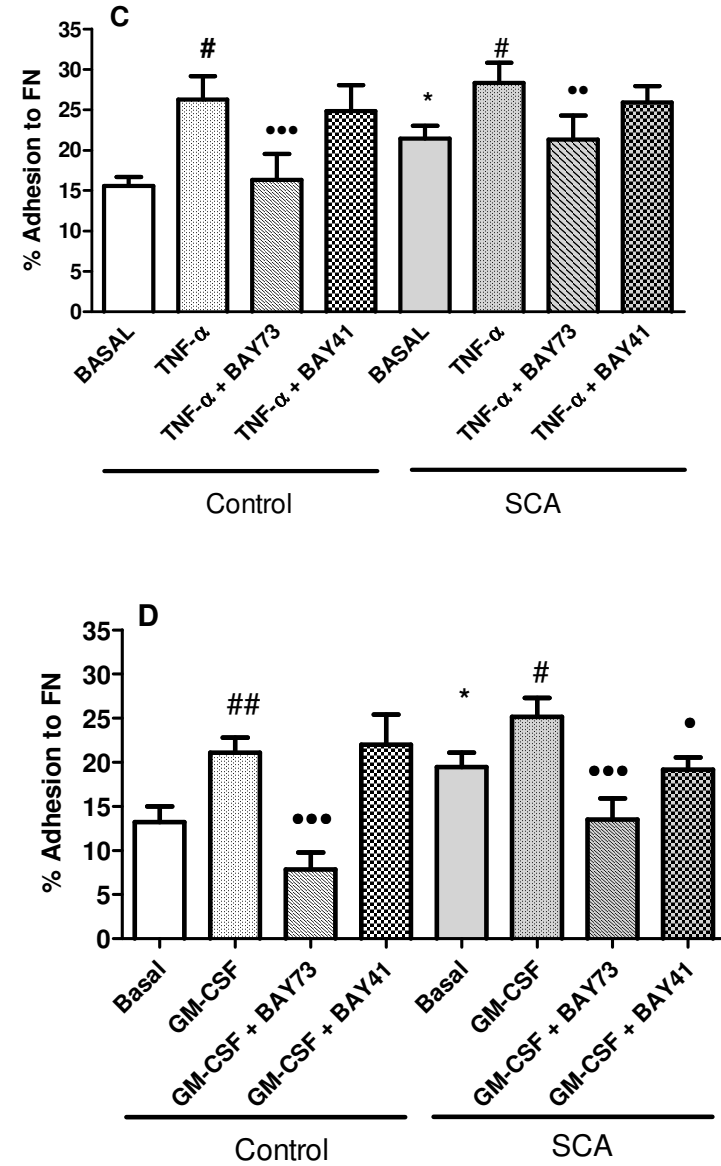 C
% Adhesion to FN
35
30
25
20
15
10
5
0
#
•••
*
#
••
BASAL
TNF-α
TNF-α + BAY73
TNF-α + BAY41
BASAL
TNF-α
TNF-α + BAY73
TNF-α + BAY41
Control
SCA
D
% Adhesion to FN
35
30
25
20
15
10
5
0
##
•••
*
#
•••
•
Basal
GM-CSF
GM-CSF + BAY73
GM-CSF + BAY41
Basal
GM-CSF
GM-CSF + BAY73
GM-CSF + BAY41
Control
SCA